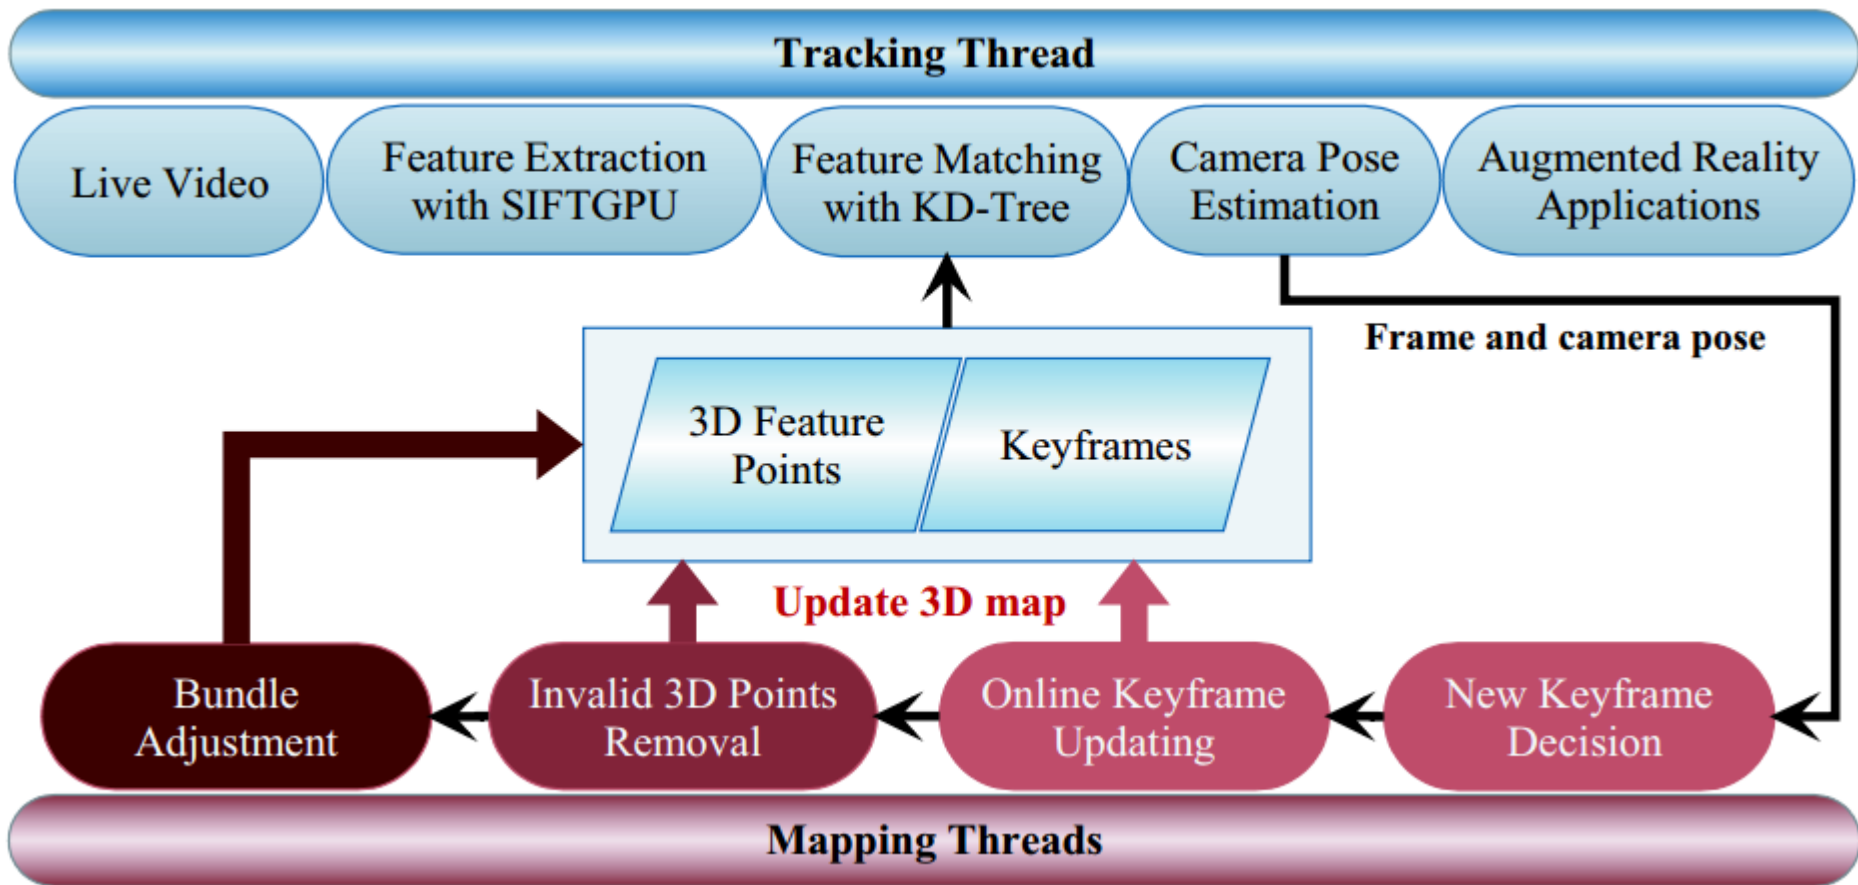 Tracking Thread
Live Video
Feature Extraction
with SIFTGPU
Feature Matching
with KD-Tree
Camera Pose
Estimation
Augmented Reality
Applications
Frame and camera pose
3D Feature
Points
Keyframes
Update 3D map
Bundle
Adjustment
Invalid 3D Points
Removal
Online Keyframe
Updating
New Keyframe
Decision
Mapping Threads